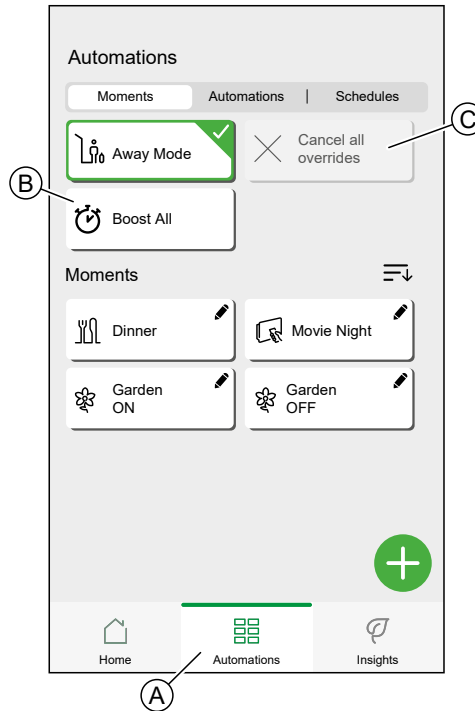 Automations
Moments Automations | Schedules
C
Away Mode
Cancel all
overrides
B
Boost All
Moments
Dinner
Movie Night
Garden
ON
Garden
OFF
Home Automations Insights
A